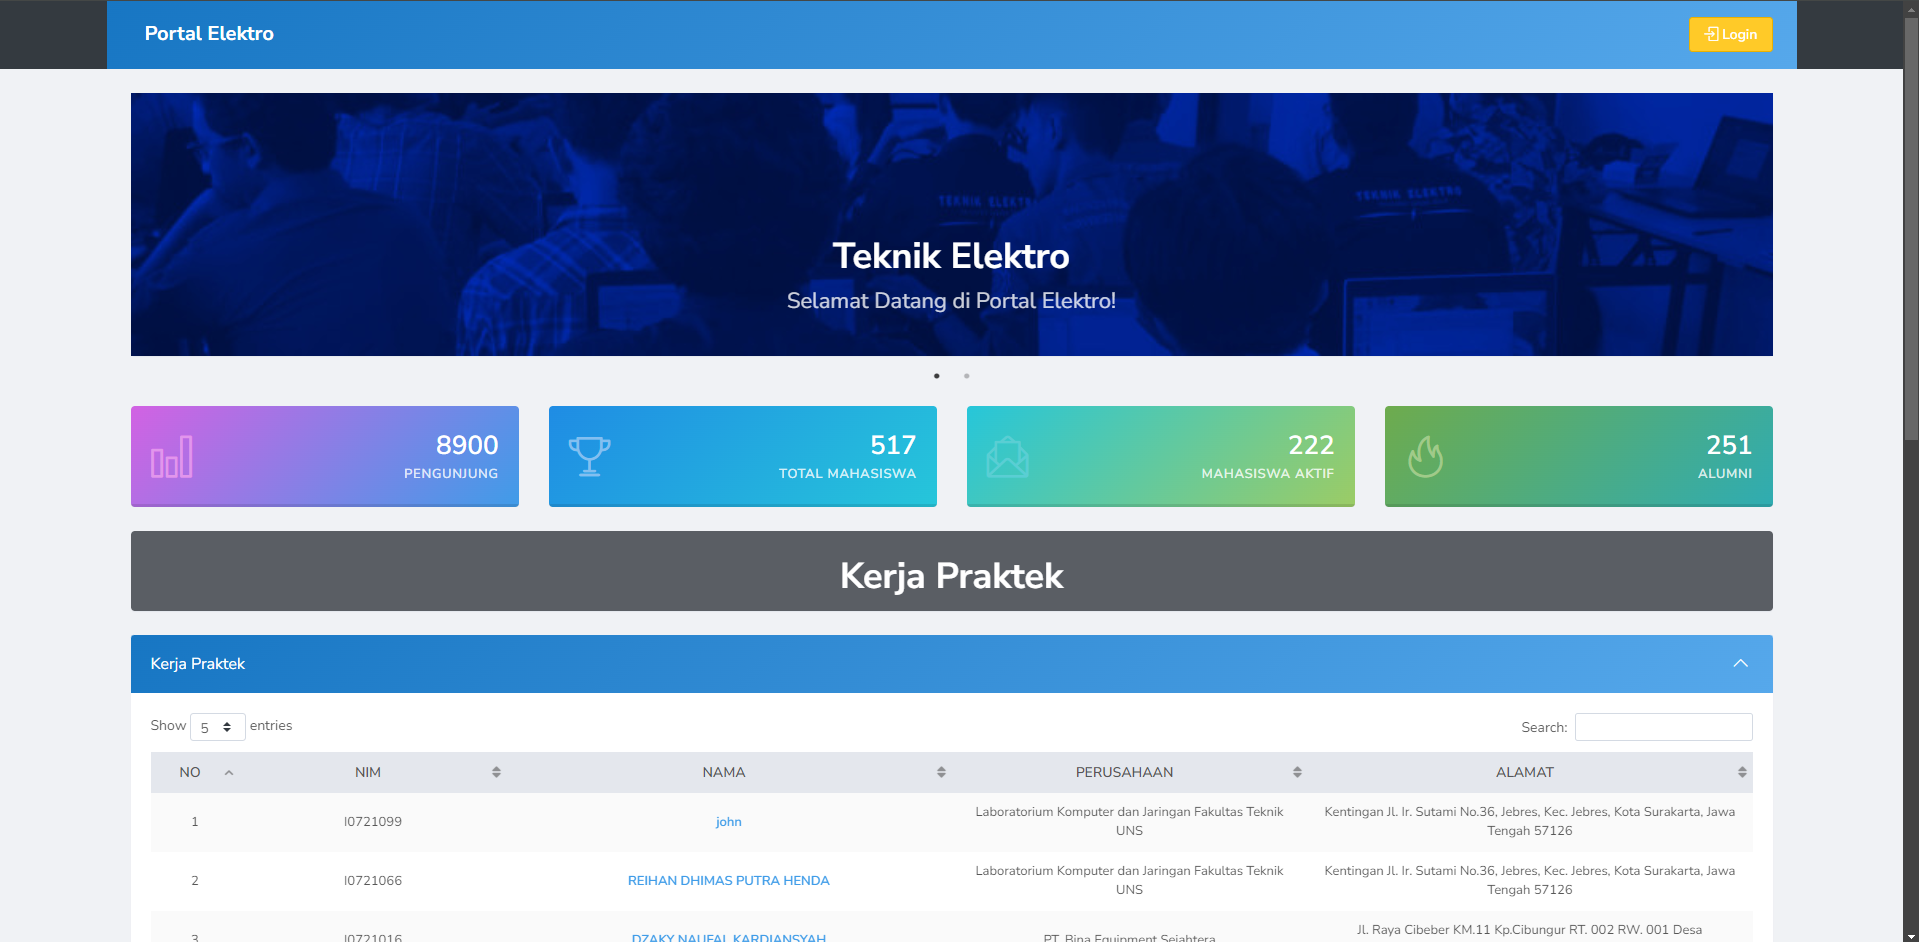 Portal Elektro
Login
TEKNIK ELEKTRO
TEKNIK ELEKTRO
Teknik Elektro
Selamat Datang di Portal Elektro!
8900
PENGUNJUNG
517
TOTAL MAHASISWA
222
MAHASISWA AKTIF
251
ALUMNI
Kerja Praktek
Kerja Praktek
Show 5 entries
Search:
NO NIM NAMA PERUSAHAAN ALAMAT
1 I0721099 john Laboratorium Komputer dan Jaringan Fakultas Teknik UNS Kentingan Jl. Ir. Sutami No.36, Jebres, Kec. Jebres, Kota Surakarta, Jawa Tengah 57126
2 I0721066 REIHAN DHIMAS PUTRA HENDA Laboratorium Komputer dan Jaringan Fakultas Teknik UNS Kentingan Jl. Ir. Sutami No.36, Jebres, Kec. Jebres, Kota Surakarta, Jawa Tengah 57126
3 I0721016 DZAKY NAUFAL KARDIANSYAH PT. Bina Equipment Sejahtera Jl. Raya Cibeber KM.11 Kp.Cibungur RT. 002 RW. 001 Desa